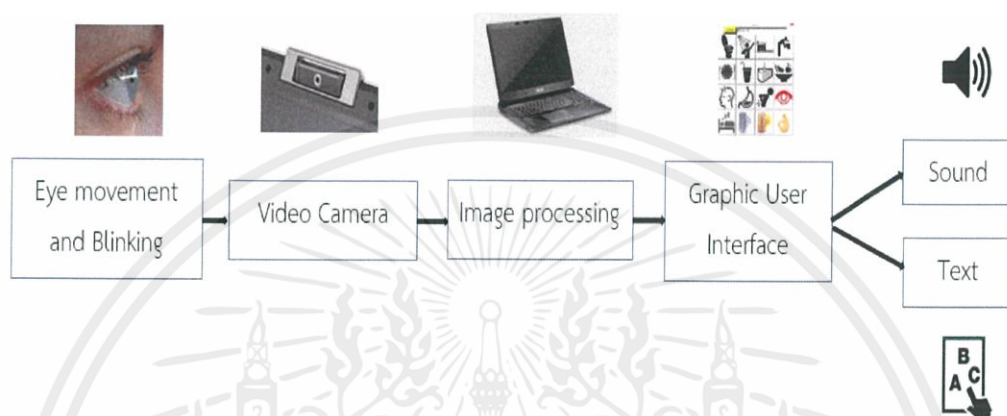 Eye movement
and Blinking
Video Camera
Image processing
Graphic User
Interface
Sound
Text
B
A C